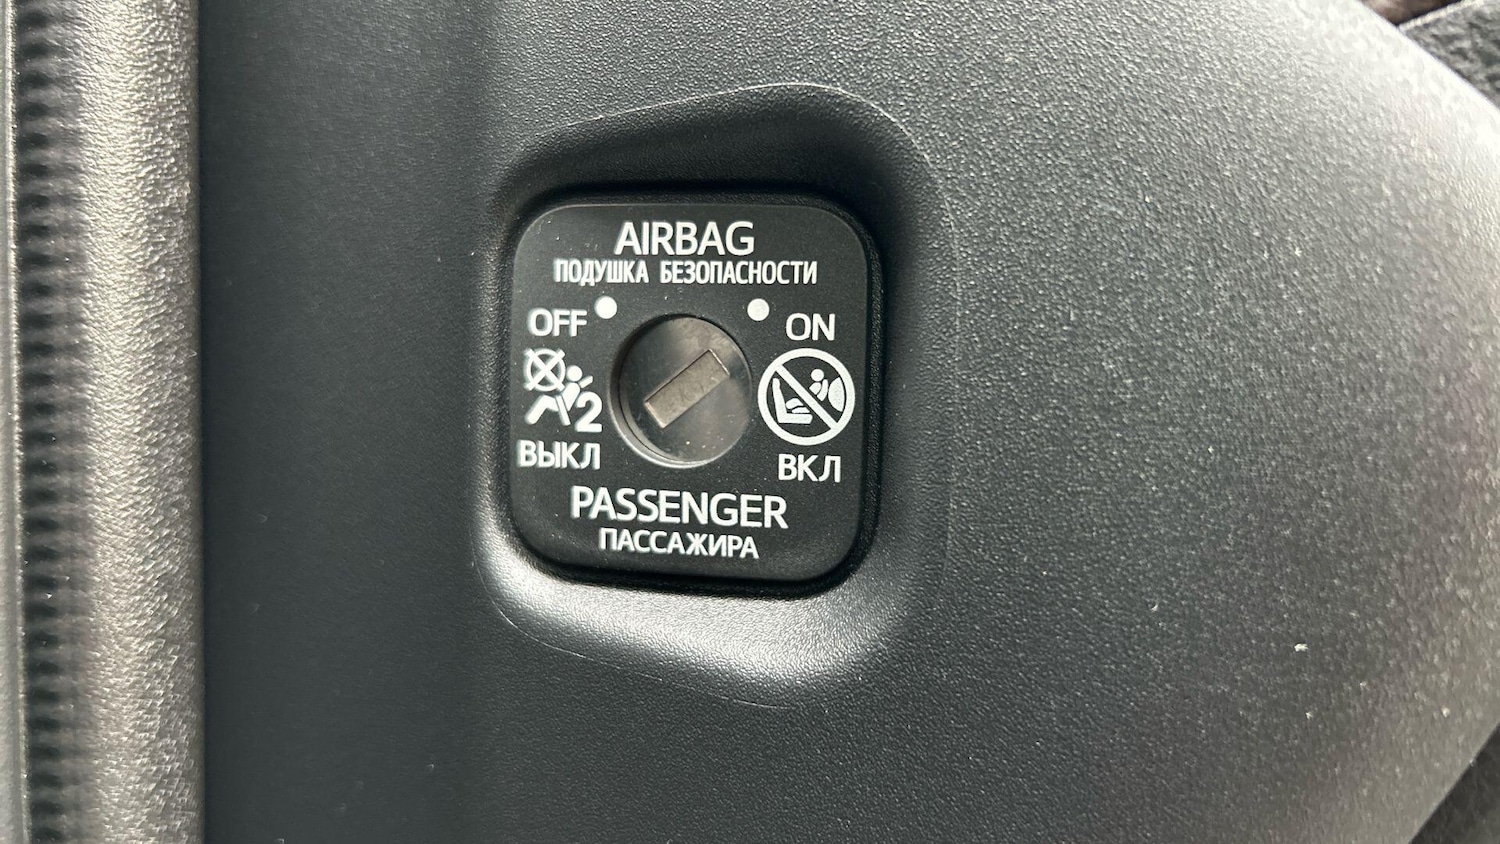 AIRBAG
ПОДУШКА БЕЗОПАСНОСТИ
OFF
ON
2
ВЫКЛ
ВКЛ
PASSENGER
ПАССАЖИРА